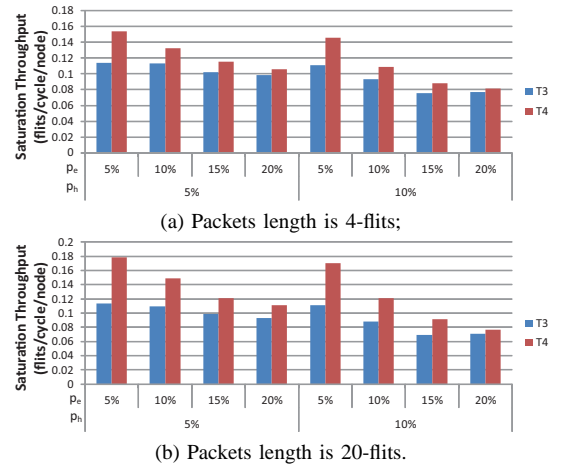 Saturation Throughput
(flits/cycle/node)
0.18
0.16
0.14
0.12
0.1
0.08
0.06
0.04
0.02
0
T3
T4
pe 5% 10% 15% 20% 5% 10% 15% 20%
ph 5% 10%
(a) Packets length is 4-flits;
Saturation Throughput
(flits/cycle/node)
0.2
0.18
0.16
0.14
0.12
0.1
0.08
0.06
0.04
0.02
0
T3
T4
pe 5% 10% 15% 20% 5% 10% 15% 20%
ph 5% 10%
(b) Packets length is 20-flits.